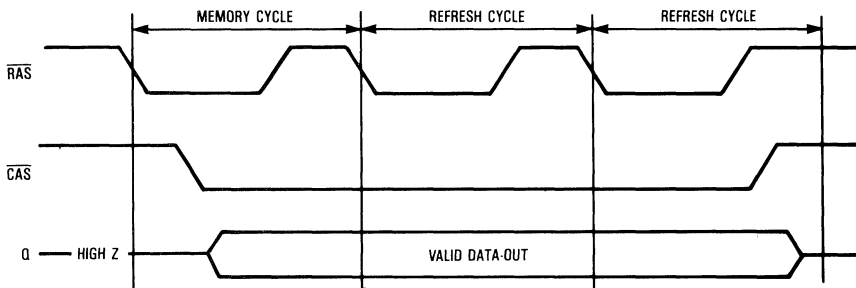 MEMORY CYCLE REFRESH CYCLE REFRESH CYCLE
RAS
CAS
Q HIGH Z VALID DATA-OUT